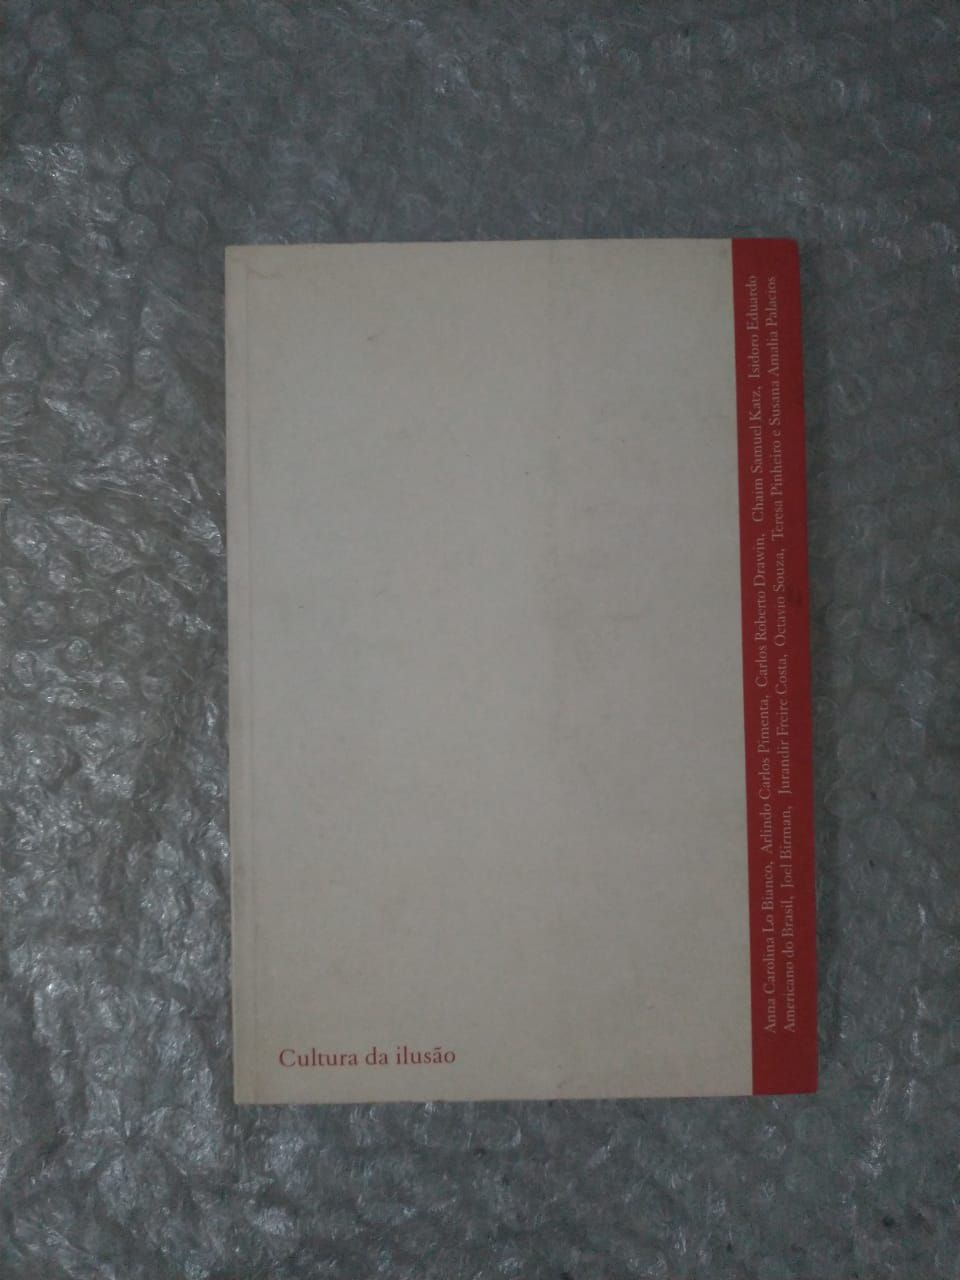 Anna Carolina Lo Bianco, Arlindo Carlos Pimenta, Carlos Roberto Drawin, Chaim Samuel Katz, Isidoro Eduardo
Americano do Brasil, Joel Birman, Jurandir Freire Costa, Octavio Souza, Teresa Pinheiro e Susana Amalia Palacios
Cultura da ilusão